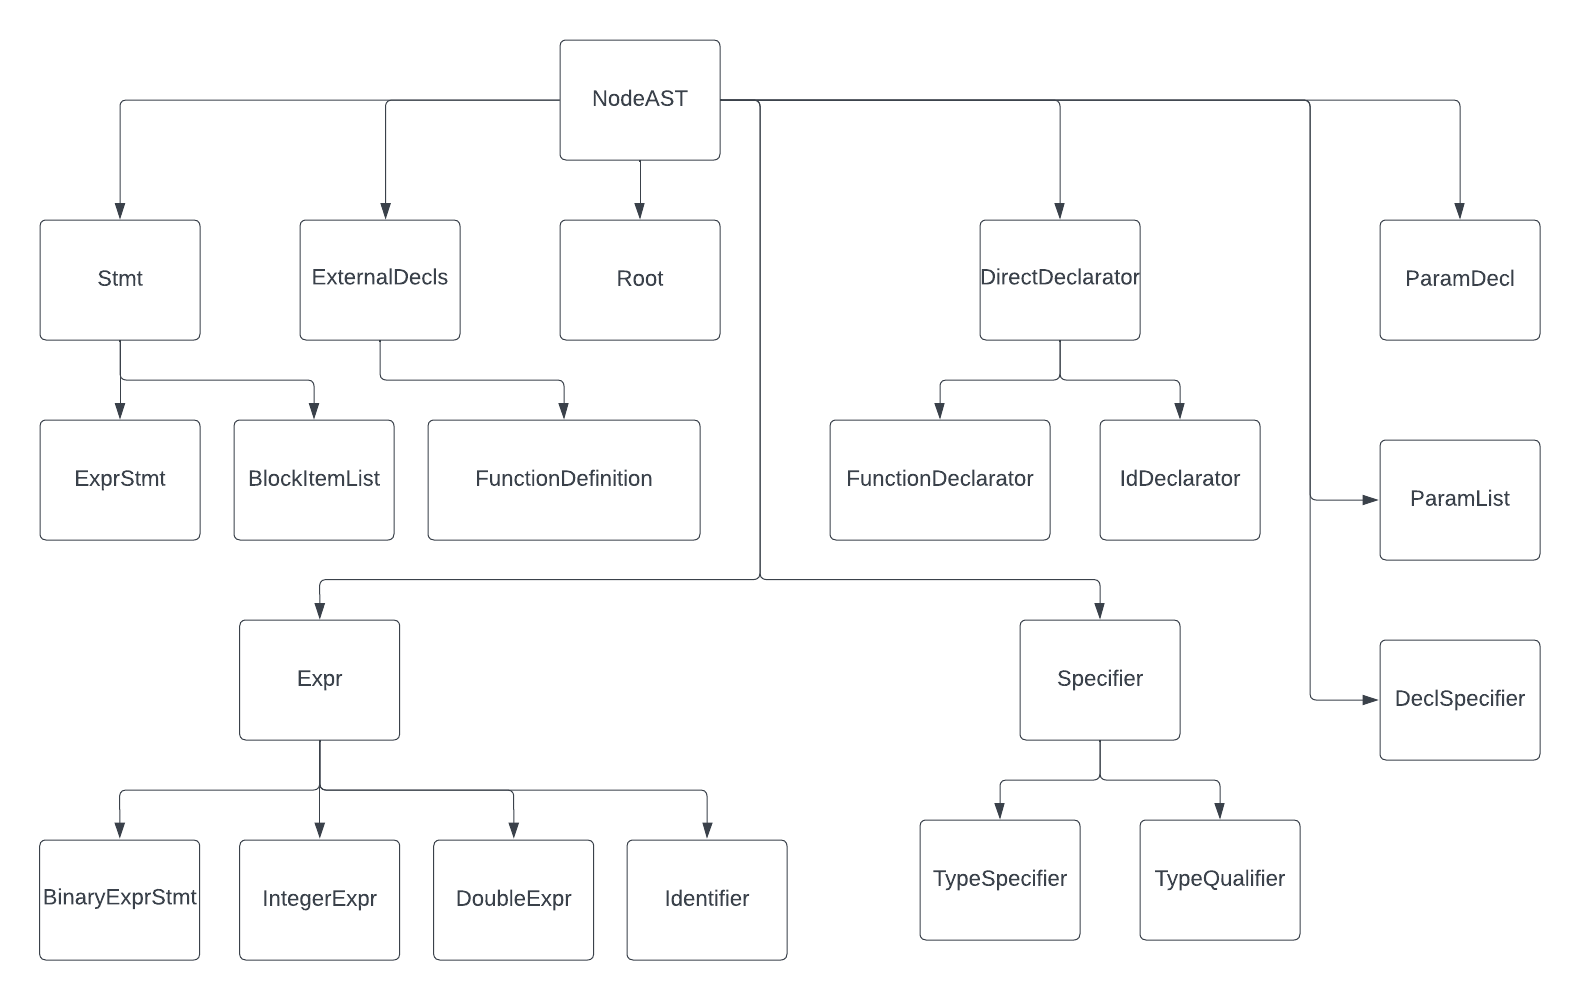 NodeAST
Stmt
ExternalDecls
Root
DirectDeclarator
ParamDecl
ExprStmt
BlockItemList
FunctionDefinition
FunctionDeclarator
IdDeclarator
ParamList
Expr
Specifier
DeclSpecifier
BinaryExprStmt
IntegerExpr
DoubleExpr
Identifier
TypeSpecifier
TypeQualifier